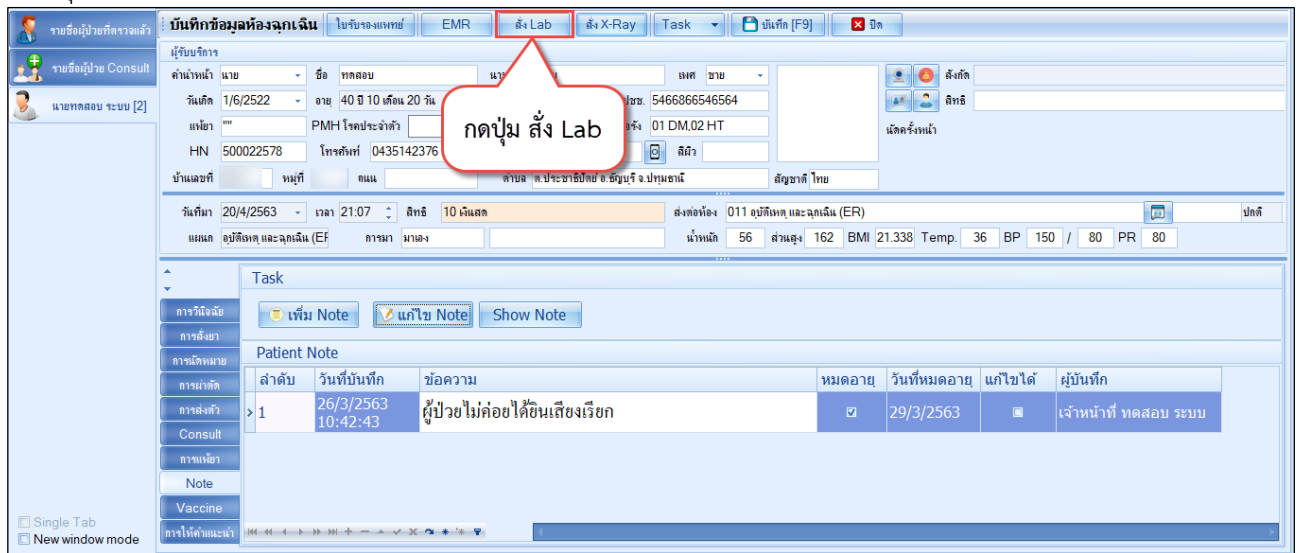 รายชื่อผู้ป่วยที่ตรวจแล้ว
รายชื่อผู้ป่วย Consult
นายทดสอบ ระบบ [2]
บันทึกข้อมูลห้องฉุกเฉิน ใบรับรองแพทย์ EMR สั่ง Lab สั่ง X-Ray Task บันทึก [F9] ปิด
ผู้รับบริการ
คำนำหน้า นาย ชื่อ ทดสอบ เพศ ชาย สังกัด
วันเกิด 1/6/2522 อายุ 40 ปี 10 เดือน 20 วัน 5466866546564 สิทธิ
แพ้ยา "" PMH โรคประจำตัว 01 DM,02 HT นัดครั้งหน้า
กดปุ่ม สั่ง Lab
HN 500022578 โทรศัพท์ 0435142376 สีผิว
บ้านเลขที่ หมู่ที่ ถนน ตำบล ต.ประชาธิปัตย์ อ.ธัญบุรี จ.ปทุมธานี สัญชาติ ไทย
วันที่มา 20/4/2563 เวลา 21:07 สิทธิ 10 เงินสด ส่งต่อห้อง 011 อุบัติเหตุ และฉุกเฉิน (ER) ปกติ
แผนก อุบัติเหตุ และฉุกเฉิน (EF การมา มาเอง น้ำหนัก 56 ส่วนสูง 162 BMI 21.338 Temp. 36 BP 150 / 80 PR 80
Task
เพิ่ม Note แก้ไข Note Show Note
Patient Note
ลำดับ วันที่บันทึก ข้อความ หมดอายุ วันที่หมดอายุ แก้ไขได้ ผู้บันทึก
1 26/3/2563 10:42:43 ผู้ป่วยไม่ค่อยได้ยินเสียงเรียก 29/3/2563 เจ้าหน้าที่ ทดสอบ ระบบ
การวินิจฉัย
การสั่งยา
การนัดหมาย
การผ่าตัด
การส่งตัว
Consult
การแพ้ยา
Note
Vaccine
การให้คำแนะนำ
Single Tab
New window mode